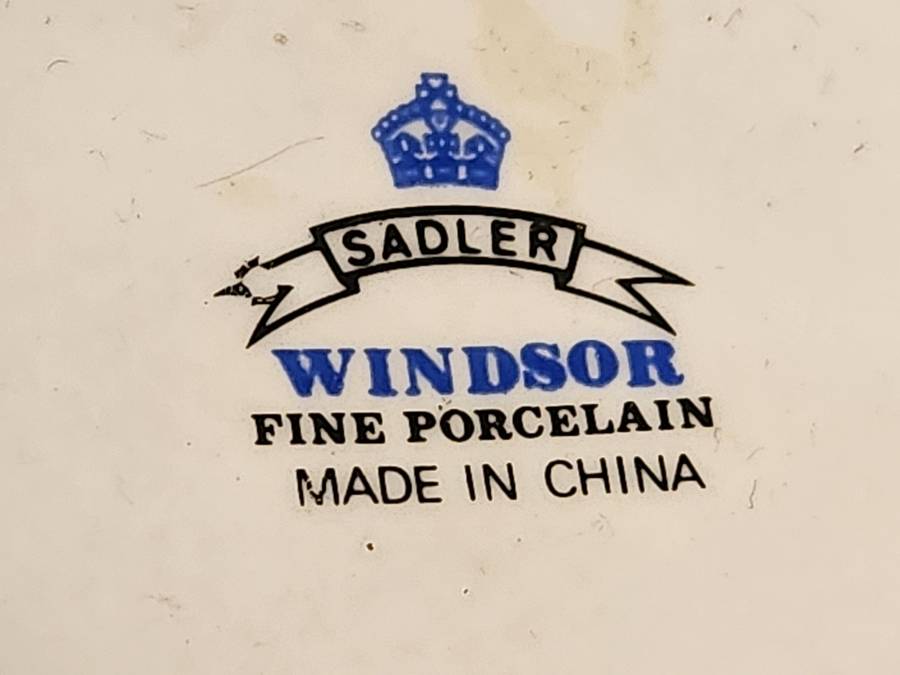 SADLER
WINDSOR
FINE PORCELAIN
MADE IN CHINA